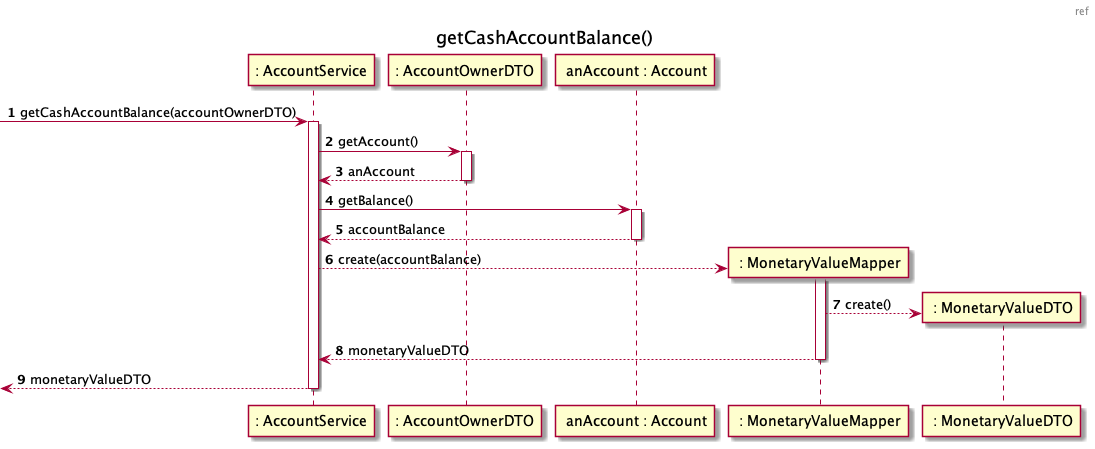 ref
getCashAccountBalance()
: AccountService
: AccountOwnerDTO
anAccount : Account
1 getCashAccountBalance(accountOwnerDTO)
2 getAccount()
3 anAccount
4 getBalance()
5 accountBalance
6 create(accountBalance)
: MonetaryValueMapper
7 create()
: MonetaryValueDTO
8 monetaryValueDTO
9 monetaryValueDTO
: AccountService
: AccountOwnerDTO
anAccount : Account
: MonetaryValueMapper
: MonetaryValueDTO